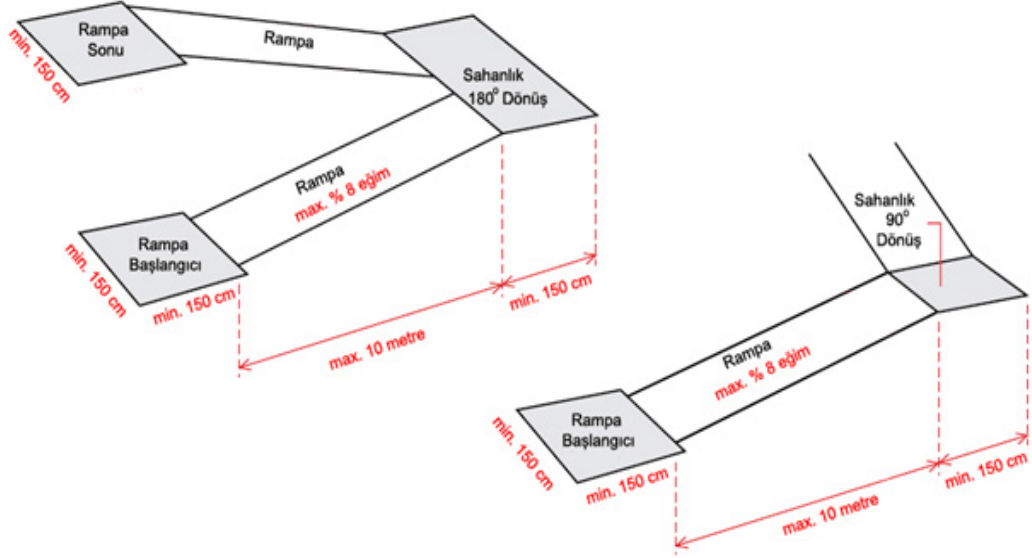 Rampa
Sonu
min. 150 cm
Rampa
Sahanlık
180° Dönüş
Rampa
max. % 8 eğim
Rampa
Başlangıcı
min. 150 cm
min. 150 cm
max. 10 metre
min. 150 cm
Sahanlık
90°
Dönüş
Rampa
max. % 8 eğim
Rampa
Başlangıcı
min. 150 cm
min. 150 cm
max. 10 metre
min. 150 cm